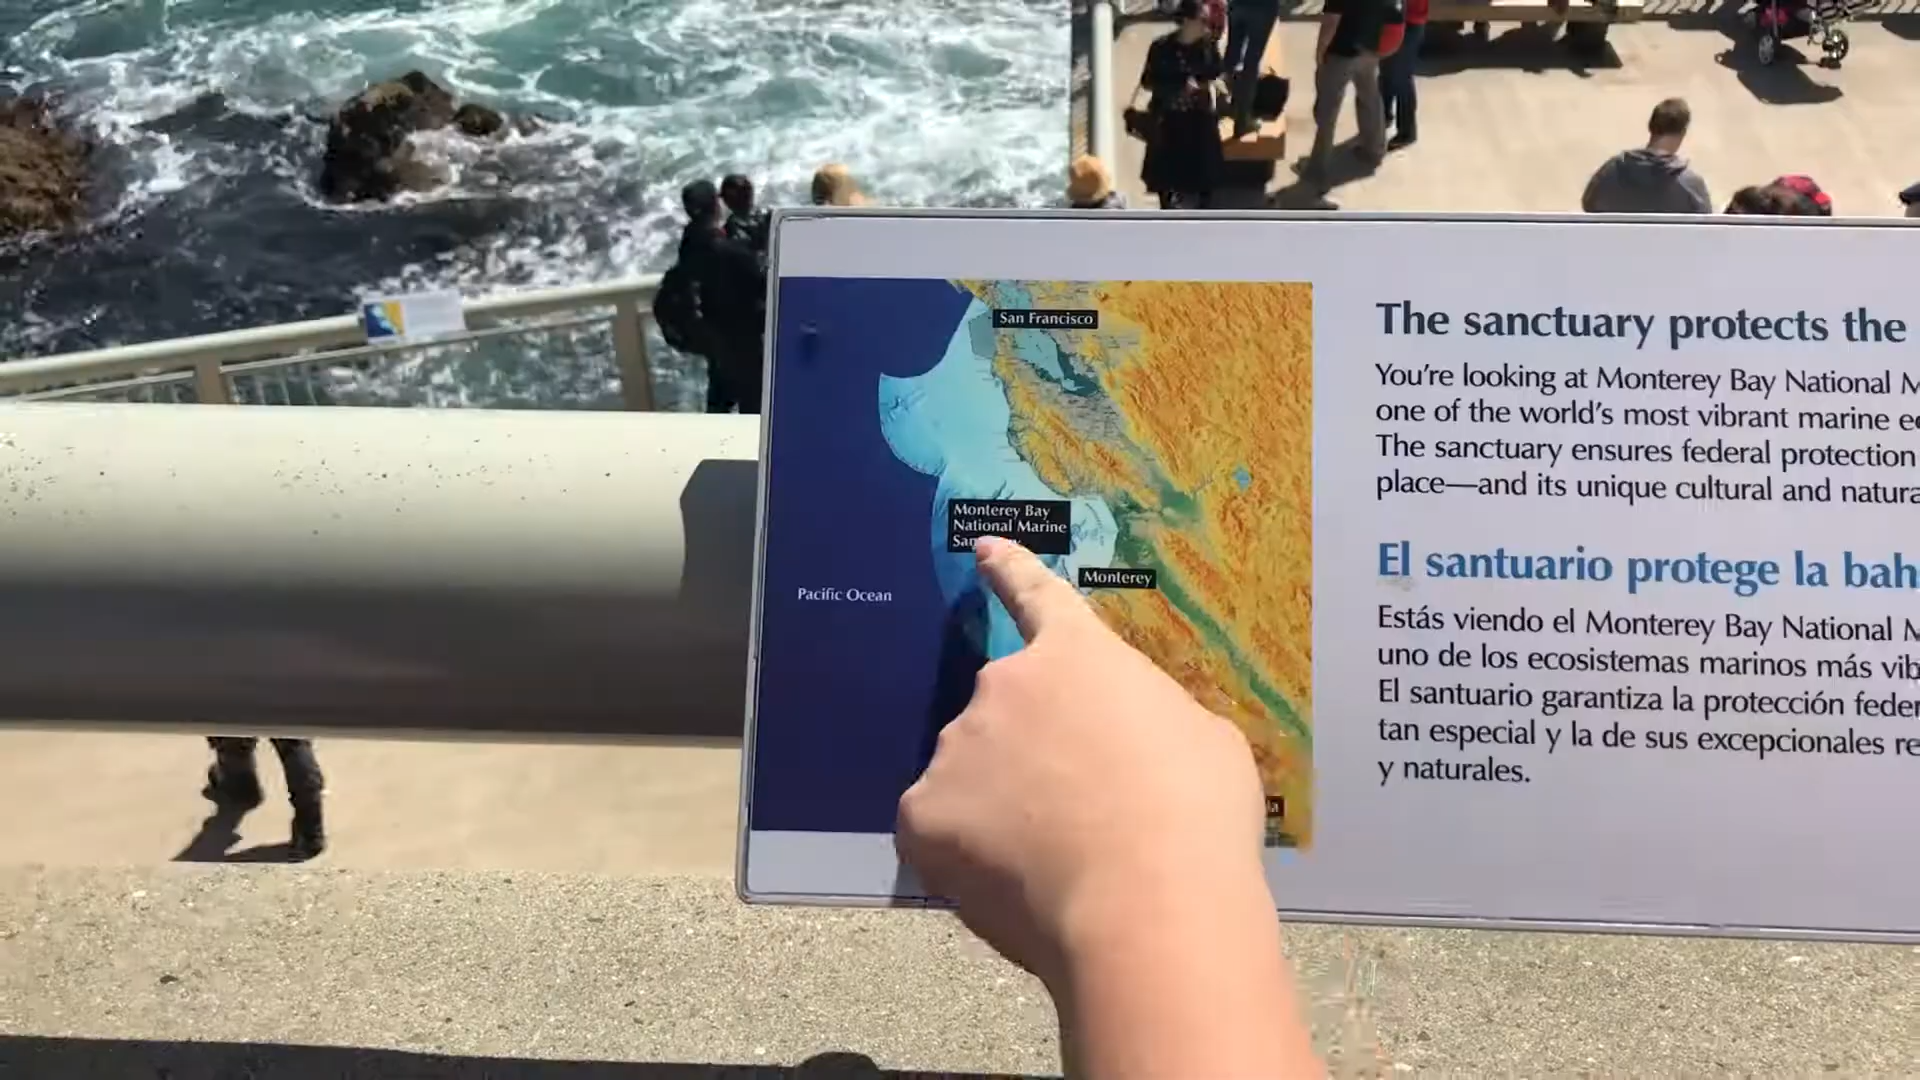 San Francisco
Monterey Bay
National Marine
Monterey
Pacific Ocean
The sanctuary protects the
You're looking at Monterey Bay National
one of the world's most vibrant marine
The sanctuary ensures federal protection
place—and its unique cultural and
El santuario protege la
Estás viendo el Monterey Bay National
uno de los ecosistemas marinos más
El santuario garantiza la protección
tan especial y la de sus excepcionales
y naturales.